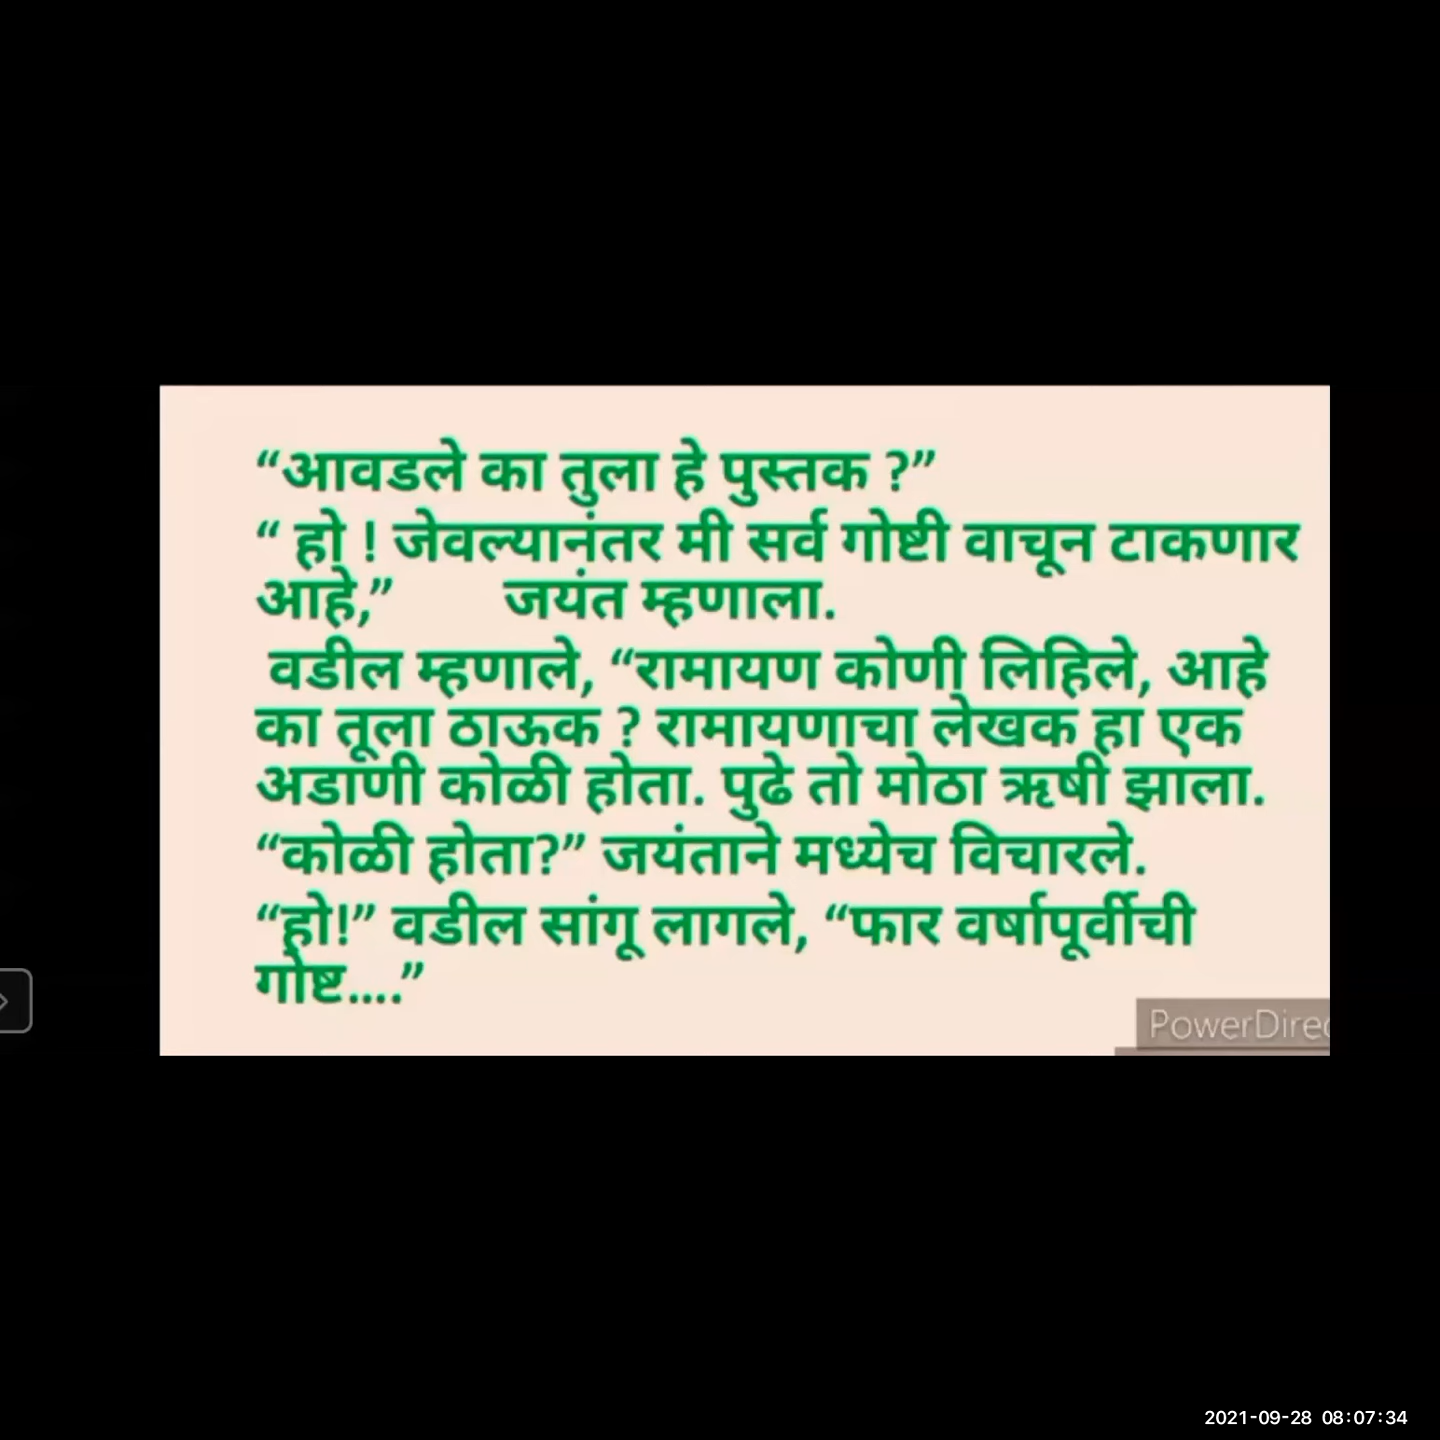 “आवडले का तुला हे पुस्तक ?”
“ हो ! जेवल्यानंतर मी सर्व गोष्टी वाचून टाकणार
आहे,” जयंत म्हणाला.
वडील म्हणाले, “रामायण कोणी लिहिले, आहे
का तूला ठाऊक ? रामायणाचा लेखक हा एक
अडाणी कोळी होता. पुढे तो मोठा ऋषी झाला.
“कोळी होता?” जयंताने मध्येच विचारले.
“हो!” वडील सांगू लागले, “फार वर्षापूर्वीची
गोष्ट....”
PowerDirec
2021-09-28 08:07:34